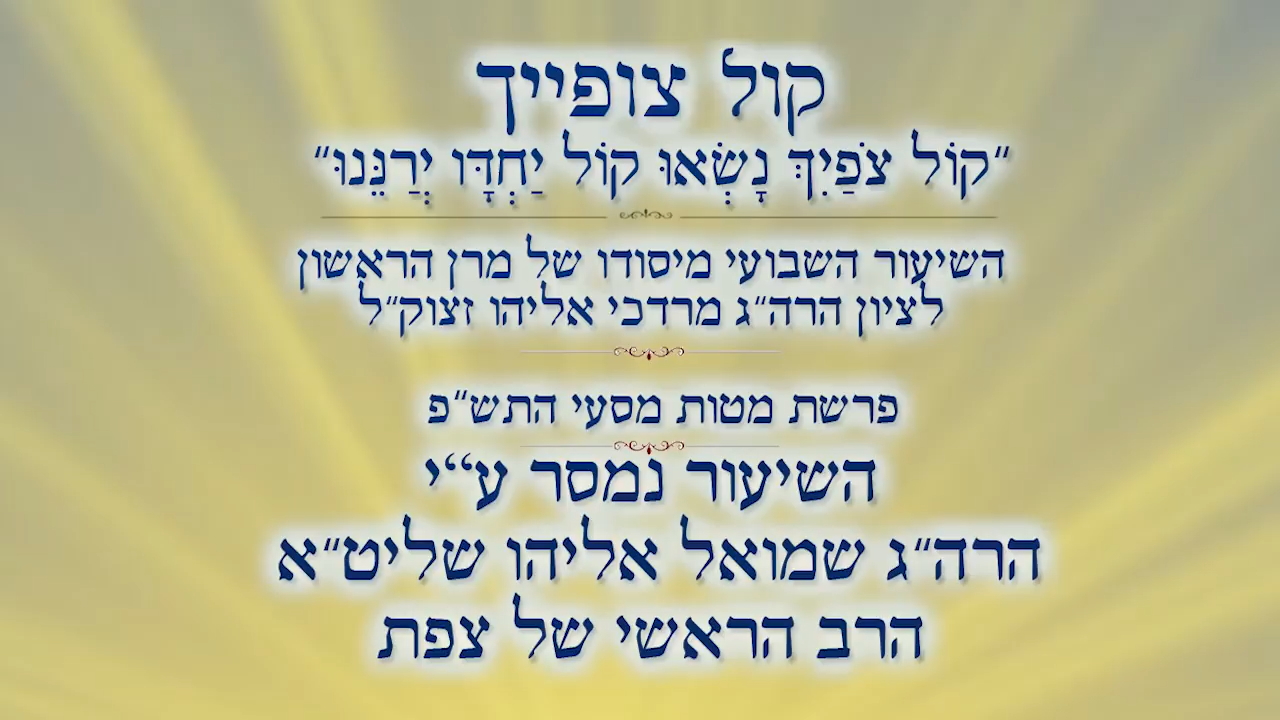 קול צופייך
"קוֹל צֹפַיִךְ נָשְׂאוּ קוֹל יַחְדָּו יְרַנֵּנוּ"
השיעור השבועי מיסודו של מרן הראשון
לציון הרה"ג מרדכי אליהו זצוק"ל
פרשת מטות מסעי התש"פ
השיעור נמסר ע"י
הרה"ג שמואל אליהו שליט"א
הרב הראשי של צפת